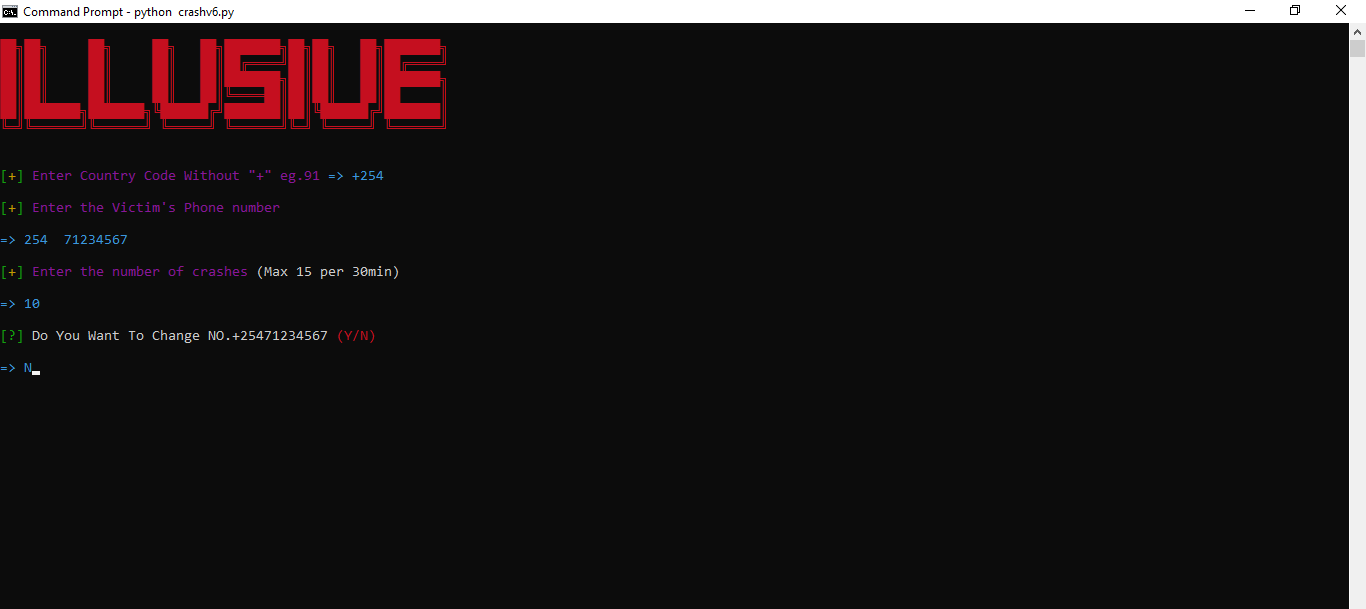 Command Prompt - python crashv6.py
ILLUSIVE
[+] Enter Country Code Without "+" eg.91 => +254
[+] Enter the Victim's Phone number
=> 254  71234567
[+] Enter the number of crashes (Max 15 per 30min)
=> 10
[?] Do You Want To Change NO.+25471234567 (Y/N)
=> N